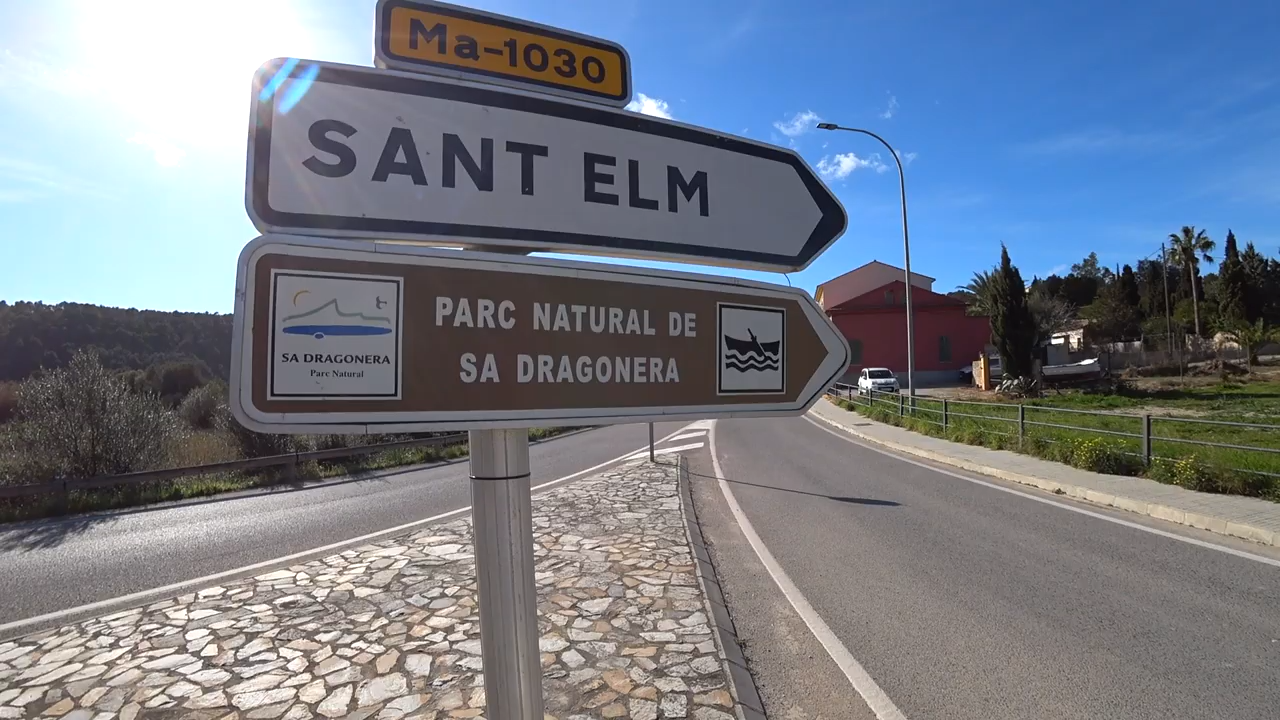 Ma-1030
SANT ELM
PARC NATURAL DE
SA DRAGONERA
SA DRAGONERA
Parc Natural